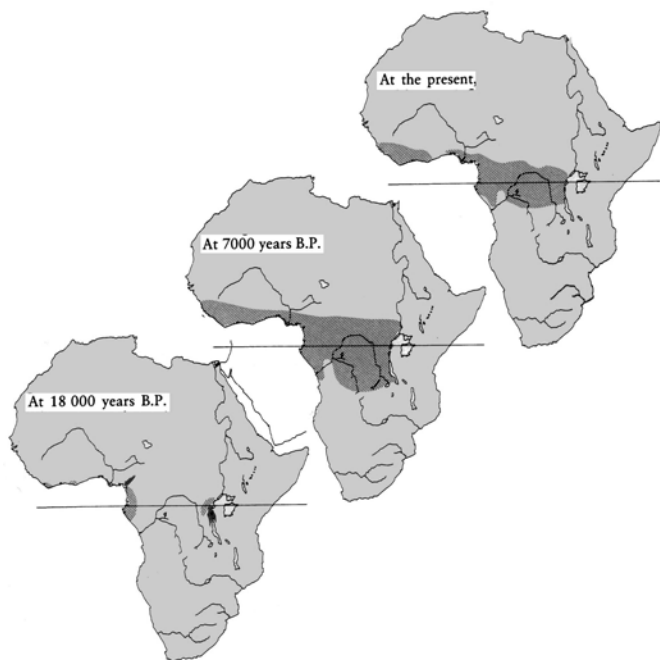 At the present,
At 7000 years B.P.
At 18 000 years B.P.